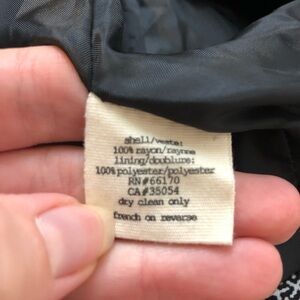 shell/veste:
100% rayon/rayonne
lining/doublure:
100% polyester/polyester
RN#66170
CA#35054
dry clean only
french on reverse